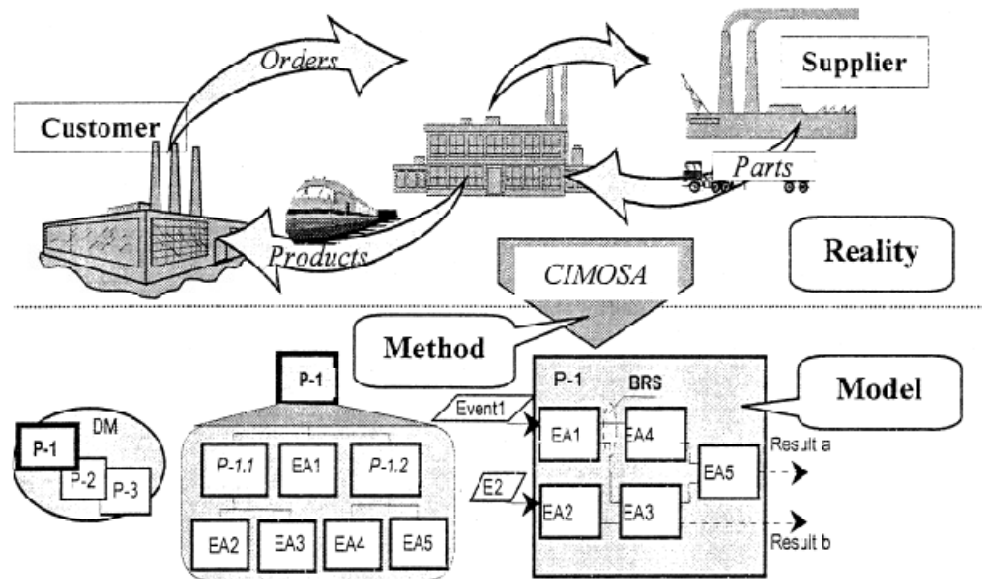 Orders
Supplier
Customer
Parts
Products
Reality
CIMOSA
Method
Model
P-1
DM
P-1
P-2
P-3
P-1.1
EA1
P-1.2
EA2
EA3
EA4
EA5
P-1
BRS
Event1
EA1
EA4
EA5
Result a
E2
EA2
EA3
Result b